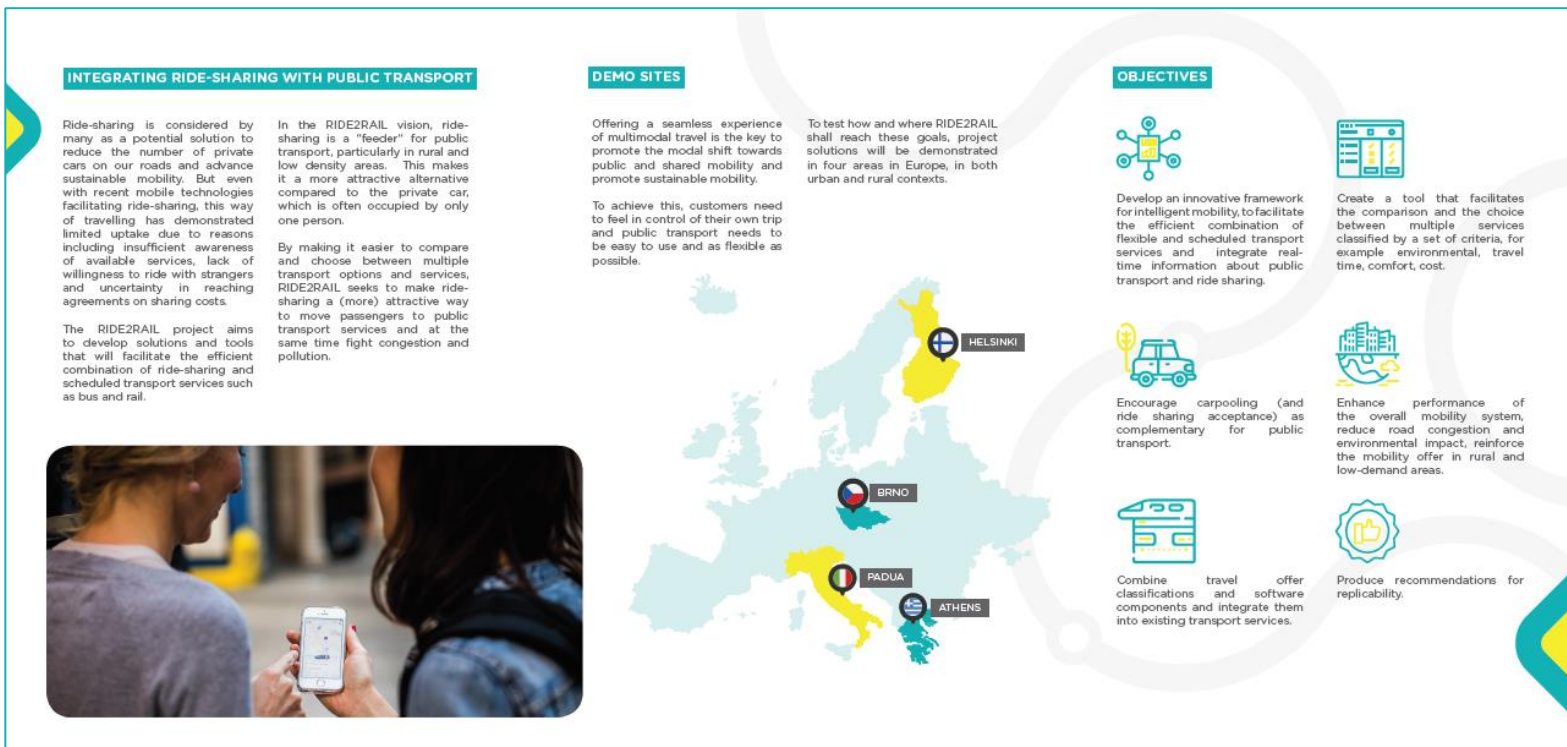 INTEGRATING RIDE-SHARING WITH PUBLIC TRANSPORT
Ride-sharing is considered by
many as a potential solution to
reduce the number of private
cars on our roads and advance
sustainable mobility. But even
with recent mobile technologies
facilitating ride-sharing, this way
of travelling has demonstrated
limited uptake due to reasons
including insufficient awareness
of available services, lack of
willingness to ride with strangers
and uncertainty in reaching
agreements on sharing costs.
The RIDE2RAIL project aims
to develop solutions and tools
that will facilitate the efficient
combination of ride-sharing and
scheduled transport services such
as bus and rail.
In the RIDE2RAIL vision, ride-
sharing is a "feeder" for public
transport, particularly in rural and
low density areas. This makes
it a more attractive alternative
compared to the private car,
which is often occupied by only
one person.
By making it easier to compare
and choose between multiple
transport options and services,
RIDE2RAIL seeks to make ride-
sharing a (more) attractive way
to move passengers to public
transport services and at the
same time fight congestion and
pollution.
DEMO SITES
Offering a seamless experience
of multimodal travel is the key to
promote the modal shift towards
public and shared mobility and
promote sustainable mobility.
To achieve this, customers need
to feel in control of their own trip
and public transport needs to
be easy to use and as flexible as
possible.
To test how and where RIDE2RAIL
shall reach these goals, project
solutions will be demonstrated
in four areas in Europe, in both
urban and rural contexts.
HELSINKI
BRNO
PADUA
ATHENS
OBJECTIVES
Develop an innovative framework
for intelligent mobility, to facilitate
the efficient combination of
flexible and scheduled transport
services and integrate real-
time information about public
transport and ride sharing.
Create a tool that facilitates
the comparison and the choice
between multiple services
classified by a set of criteria, for
example environmental, travel
time, comfort, cost.
Encourage carpooling (and
ride sharing acceptance) as
complementary for public
transport.
Enhance performance of
the overall mobility system,
reduce road congestion and
environmental impact, reinforce
the mobility offer in rural and
low-demand areas.
Combine travel offer
classifications and software
components and integrate them
into existing transport services.
Produce recommendations for
replicability.